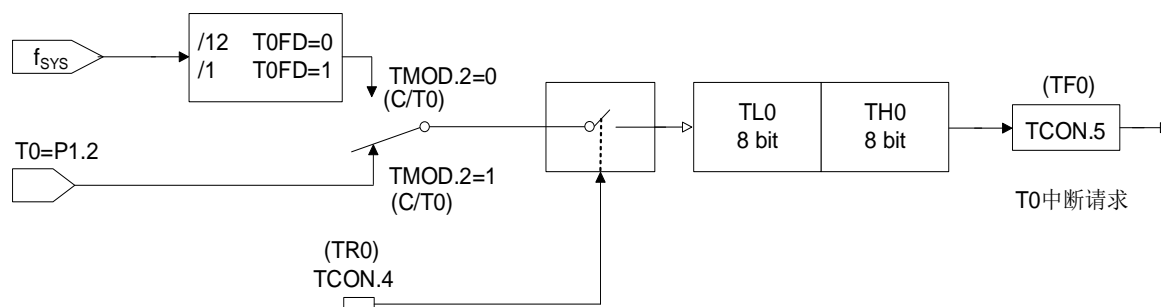 fSYS
/12 T0FD=0
/1 T0FD=1
TMOD.2=0
(C/T0)
T0=P1.2
TMOD.2=1
(C/T0)
(TR0)
TCON.4
TL0
8 bit
TH0
8 bit
(TF0)
TCON.5
T0中断请求